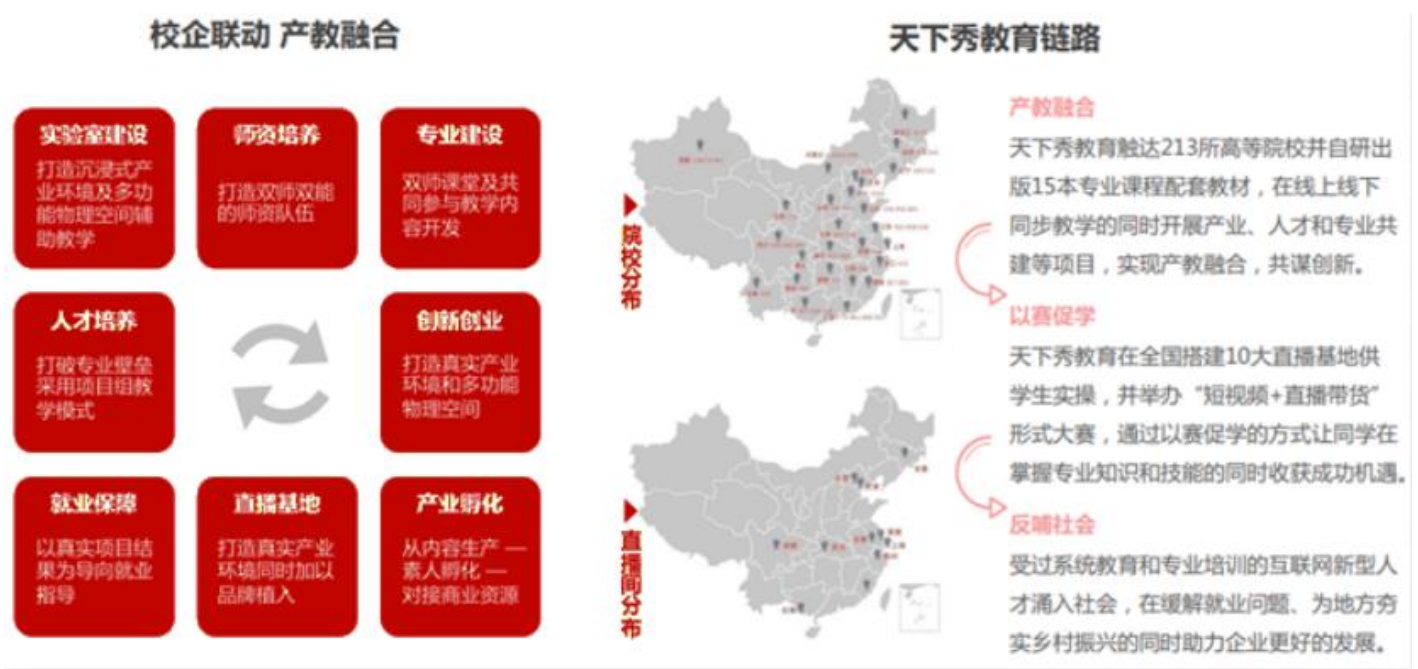 校企联动 产教融合
实验室建设
打造沉浸式产
业环境及多功
能物理空间辅
助教学
师资培养
打造双师双能
的师资队伍
专业建设
双师课堂及共
同参与教学内
容开发
人才培养
打破专业壁垒
采用项目组教
学模式
创新创业
打造真实产业
环境和多功能
物理空间
就业保障
以真实项目结
果为导向就业
指导
直播基地
打造真实产业
环境同时加以
品牌植入
产业孵化
从内容生产 —
素人孵化 —
对接商业资源
天下秀教育链路
院校分布
直播间分布
产教融合
天下秀教育触达213所高等院校并自研出
版15本专业课程配套教材，在线上线下
同步教学的同时开展产业、人才和专业共
建等项目，实现产教融合，共谋创新。
以赛促学
天下秀教育在全国搭建10大直播基地供
学生实操，并举办“短视频+直播带货”
形式大赛，通过以赛促学的方式让同学在
掌握专业知识和技能的同时收获成功机遇。
反哺社会
受过系统教育和专业培训的互联网新型人
才涌入社会，在缓解就业问题、为地方夯
实乡村振兴的同时助力企业更好的发展。